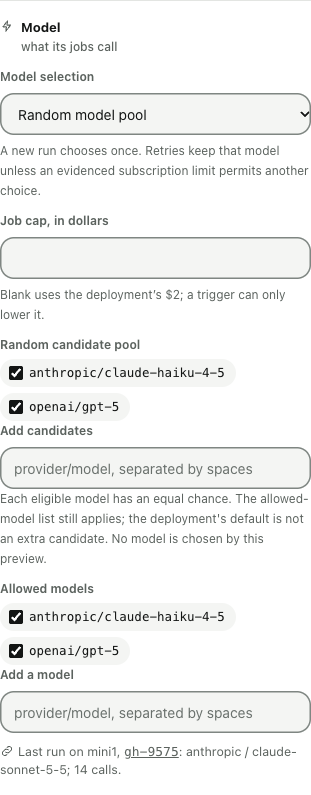 Model
what its jobs call
Model selection
Random model pool
A new run chooses once. Retries keep that model
unless an evidenced subscription limit permits another
choice.
Job cap, in dollars
Blank uses the deployment's $2; a trigger can only
lower it.
Random candidate pool
anthropic/claude-haiku-4-5
openai/gpt-5
Add candidates
provider/model, separated by spaces
Each eligible model has an equal chance. The allowed-
model list still applies; the deployment's default is not
an extra candidate. No model is chosen by this
preview.
Allowed models
anthropic/claude-haiku-4-5
openai/gpt-5
Add a model
provider/model, separated by spaces
Last run on mini1, gh-9575: anthropic / claude-
sonnet-5-5; 14 calls.